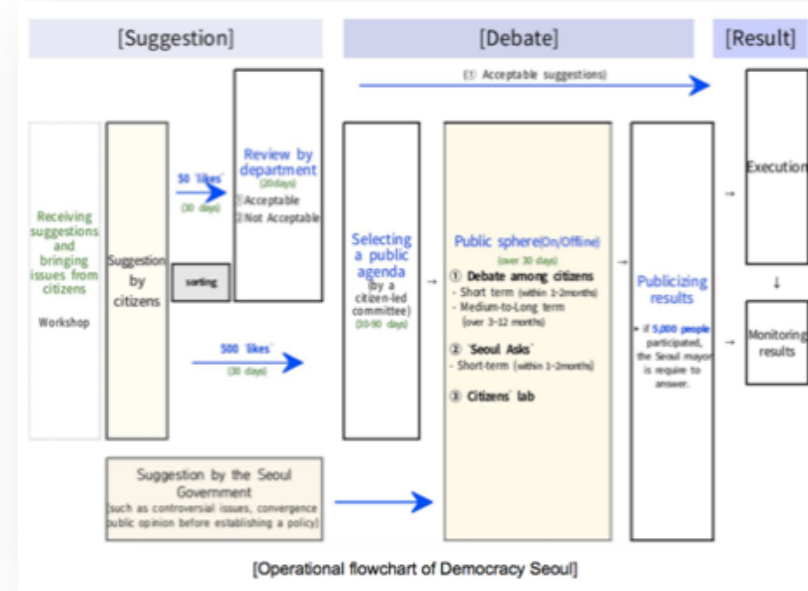 [Suggestion]
[Debate]
[Result]
(① Acceptable suggestions)
Receiving
suggestions
and
bringing
issues from
citizens
Workshop
Suggestion
by
citizens
50 'likes'
(30 days)
sorting
Review by
department
(20days)
①Acceptable
②Not Acceptable
500 'likes'
(30 days)
Suggestion by the Seoul
Government
(such as controversial issues, convergence
public opinion before establishing a policy)
Selecting
a public
agenda
(by a
citizen-led
committee)
(30-90 days)
→
Public sphere(On/Offline)
(over 30 days)
① Debate among citizens
- Short term (within 1-2months)
- Medium-to-Long term
(over 3-12 months)
② 'Seoul Asks'
- Short-term (within 1-2months)
③ Citizens' lab
→
Publicizing
results
▸ if 5,000 people
participated,
the Seoul mayor
is require to
answer.
→
→
Execution
↓
Monitoring
results
[Operational flowchart of Democracy Seoul]